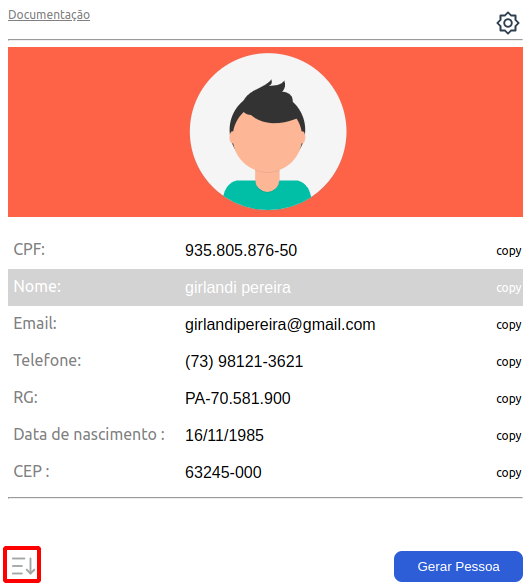 Documentação
CPF: 935.805.876-50 copy
Nome: girlandi pereira copy
Email: girlandipereira@gmail.com copy
Telefone: (73) 98121-3621 copy
RG: PA-70.581.900 copy
Data de nascimento : 16/11/1985 copy
CEP : 63245-000 copy
Gerar Pessoa